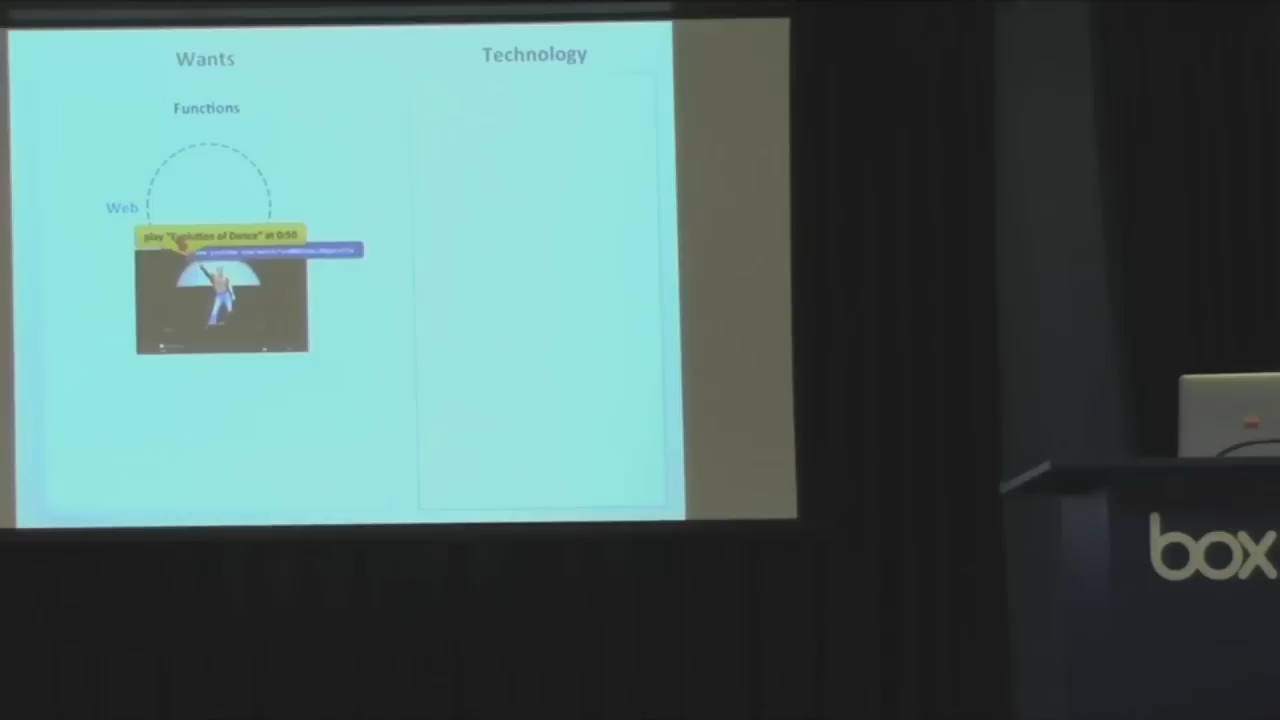 Wants
Technology
Functions
Web
play "Evolution of Dance" at 0:50
box